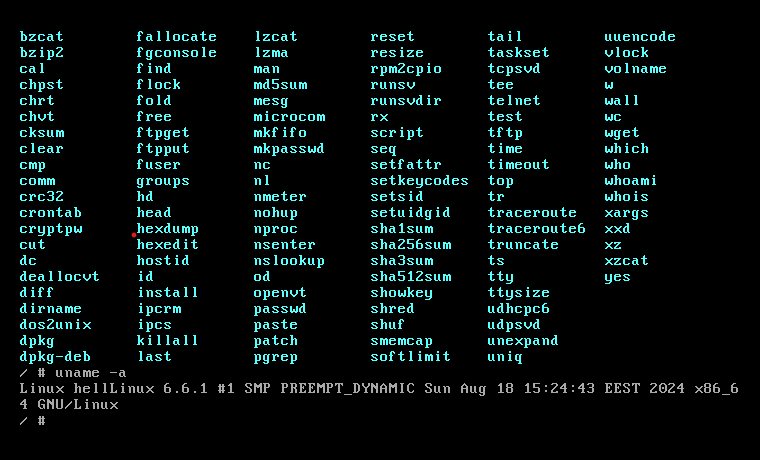 bzcat fallocate lzcat reset tail uuencode
bzip2 fgconsole lzma resize taskset vlock
cal find man rpm2cpio tcpsvd volname
chpst flock md5sum runsv tee w
chrt fold mesg runsvdir telnet wall
chvt free microcom rx test wc
cksum ftpget mkfifo script tftp wget
clear ftpput mkpasswd seq time which
cmp fuser nc setfattr timeout who
comm groups nl setkeycodes top whoami
crc32 hd nmeter setsid tr whois
crontab head nohup setuidgid traceroute xargs
cryptpw hexdump nproc sha1sum traceroute6 xxd
cut hexedit nsenter sha256sum truncate xz
dc hostid nslookup sha3sum ts xzcat
deallocvt id od sha512sum tty yes
diff install openvt showkey ttysize
dirname ipcrm passwd shred udhcpc6
dos2unix ipcs paste shuf udpsvd
dpkg killall patch smemcap unexpand
dpkg-deb last pgrep softlimit uniq
/ # uname -a
Linux hellLinux 6.6.1 #1 SMP PREEMPT_DYNAMIC Sun Aug 18 15:24:43 EEST 2024 x86_6
4 GNU/Linux
/ #